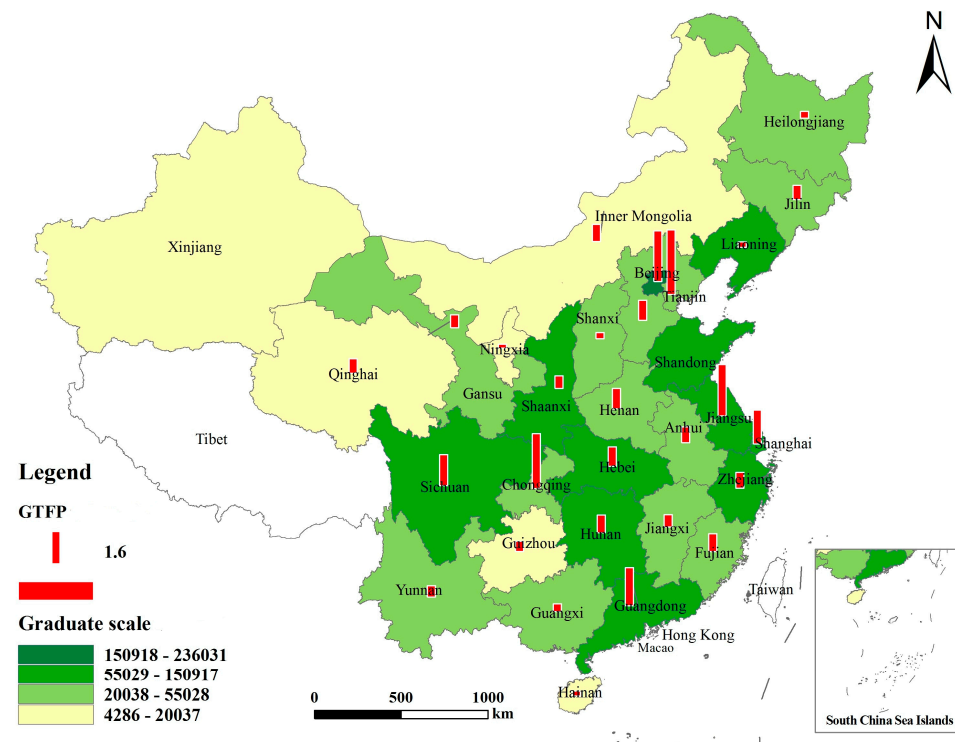 N
Heilongjiang
Jilin
Inner Mongolia
Liaoning
Xinjiang
Beijing
Tianjin
Shanxi
Ningxia
Shandong
Qinghai
Gansu
Shaanxi
Henan
Jiangsu
Anhui
Shanghai
Tibet
Hebei
Sichuan
Chongqing
Zhejiang
Hunan
Jiangxi
Guizhou
Fujian
Yunnan
Guangxi
Guangdong
Taiwan
Hong Kong
Macao
Hainan
Legend
GTFP
1.6
Graduate scale
150918 - 236031
55029 - 150917
20038 - 55028
4286 - 20037
0 500 1000
km
South China Sea Islands